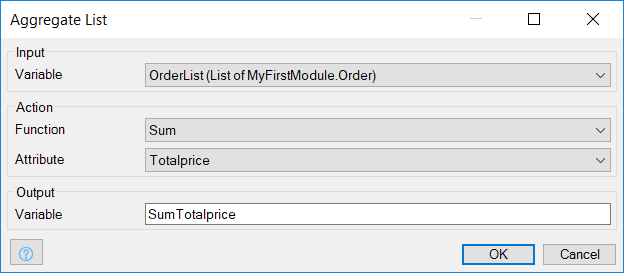 Aggregate List
Input
Variable OrderList (List of MyFirstModule.Order)
Action
Function Sum
Attribute Totalprice
Output
Variable SumTotalprice
? OK Cancel